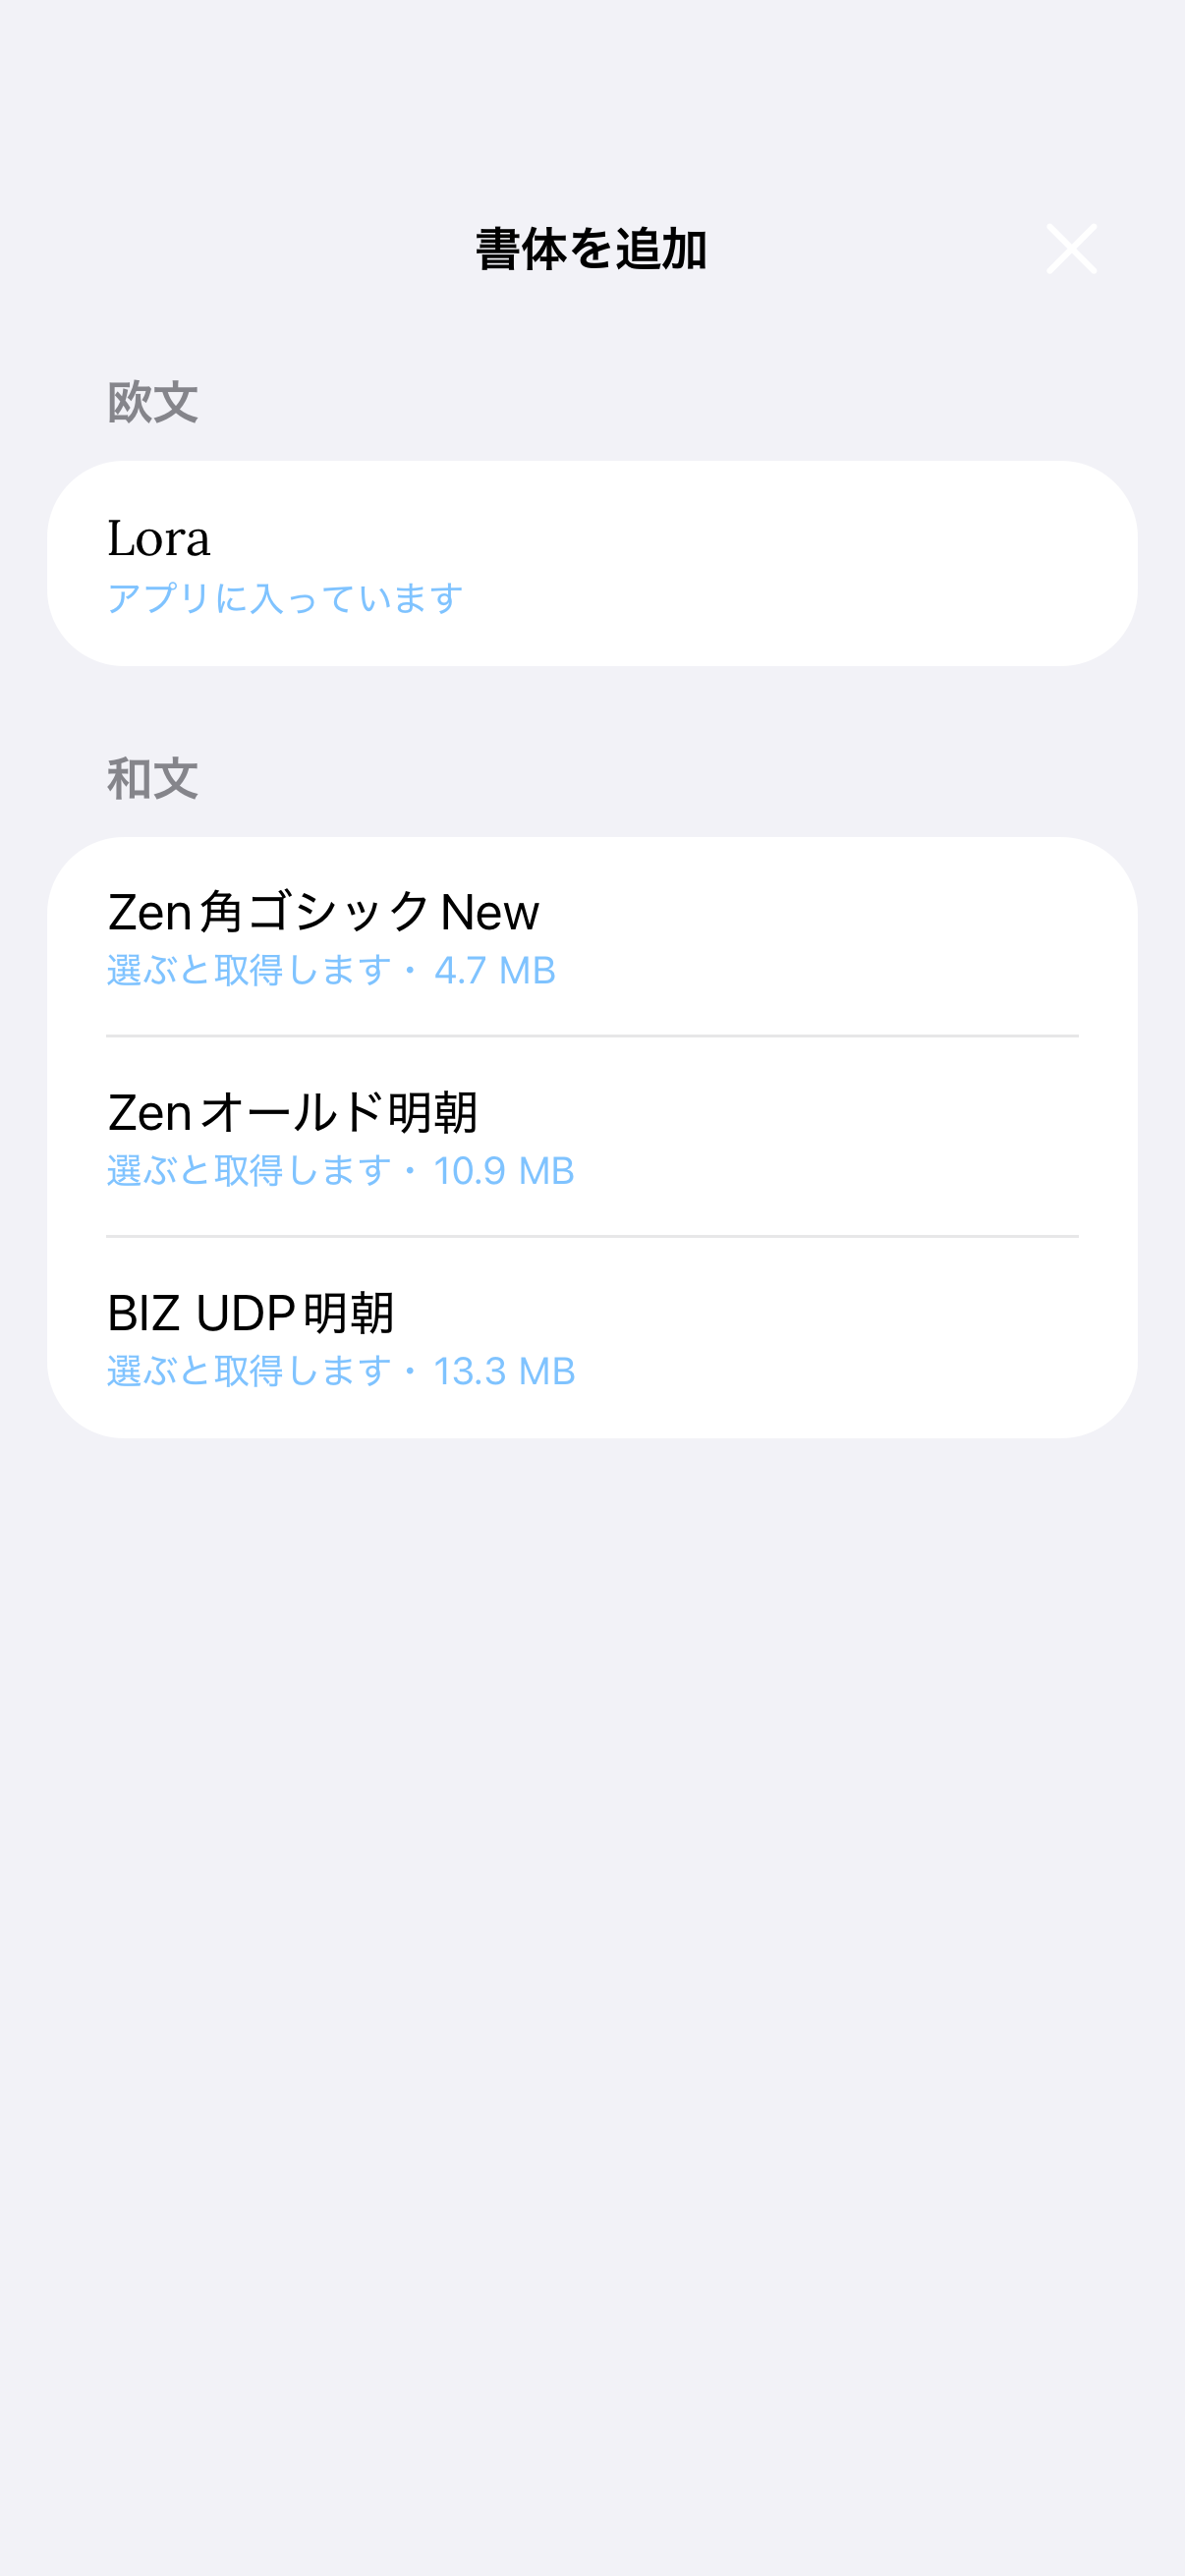 書体を追加
欧文
Lora
アプリに入っています
和文
Zen角ゴシックNew
選ぶと取得します・4.7 MB
Zenオールド明朝
選ぶと取得します・10.9 MB
BIZ UDP明朝
選ぶと取得します・13.3 MB